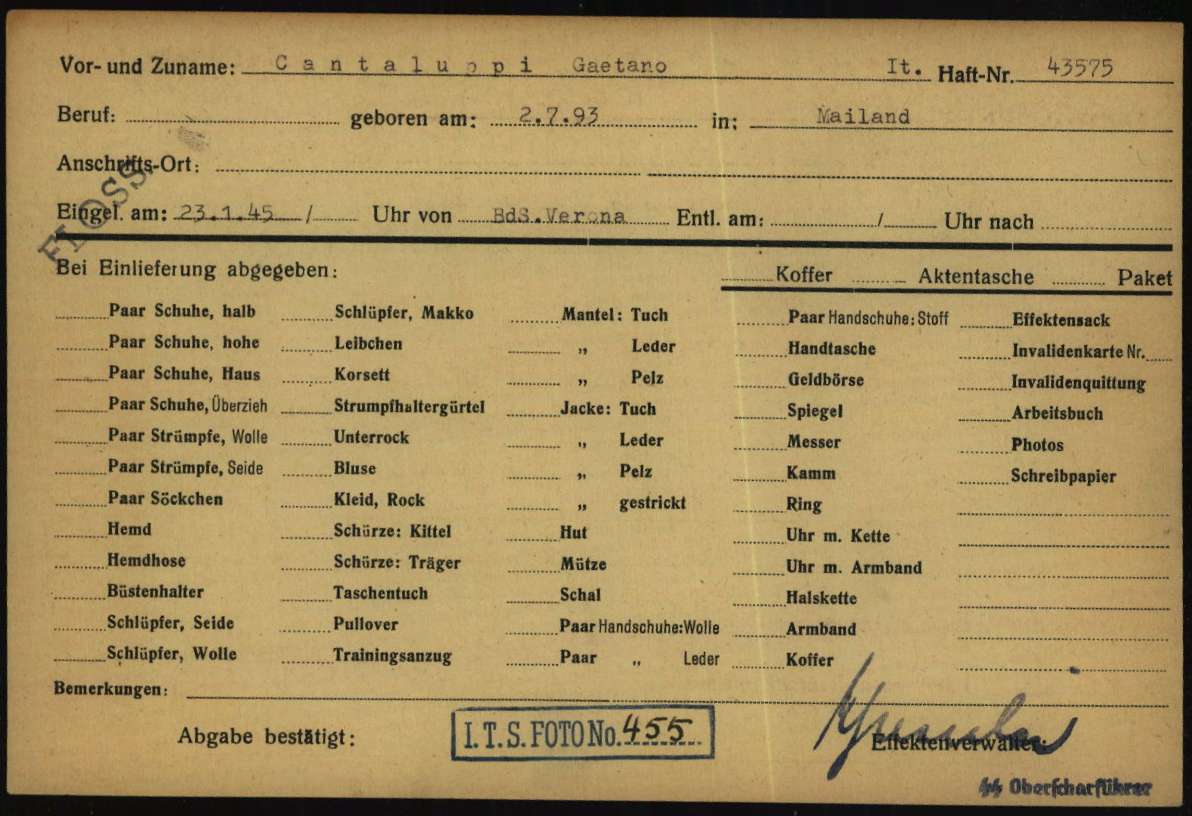 Vor- und Zuname: Cantaluppi Gaetano It. Haft-Nr. 43575
Beruf: geboren am: 2.7.93 in: Mailand
Anschrifts-Ort:
FLOSS.
Eingel. am: 23.1.45 / Uhr von BdS.Verona Entl. am: / Uhr nach
Bei Einlieferung abgegeben: Koffer Aktentasche Paket
Paar Schuhe, halb Schlüpfer, Makko Mantel: Tuch Paar Handschuhe: Stoff Effektensack
Paar Schuhe, hohe Leibchen „ Leder Handtasche Invalidenkarte Nr.
Paar Schuhe, Haus Korsett „ Pelz Geldbörse Invalidenquittung
Paar Schuhe, Überzieh Strumpfhaltergürtel Jacke: Tuch Spiegel Arbeitsbuch
Paar Strümpfe, Wolle Unterrock „ Leder Messer Photos
Paar Strümpfe, Seide Bluse „ Pelz Kamm Schreibpapier
Paar Söckchen Kleid, Rock „ gestrickt Ring
Hemd Schürze: Kittel Hut Uhr m. Kette
Hemdhose Schürze: Träger Mütze Uhr m. Armband
Büstenhalter Taschentuch Schal Halskette
Schlüpfer, Seide Pullover Paar Handschuhe: Wolle Armband
Schlüpfer, Wolle Trainingsanzug Paar „ Leder Koffer
Bemerkungen:
Abgabe bestätigt: I.T.S. FOTO No. 455 Effektenverwalter:
SS Oberscharführer